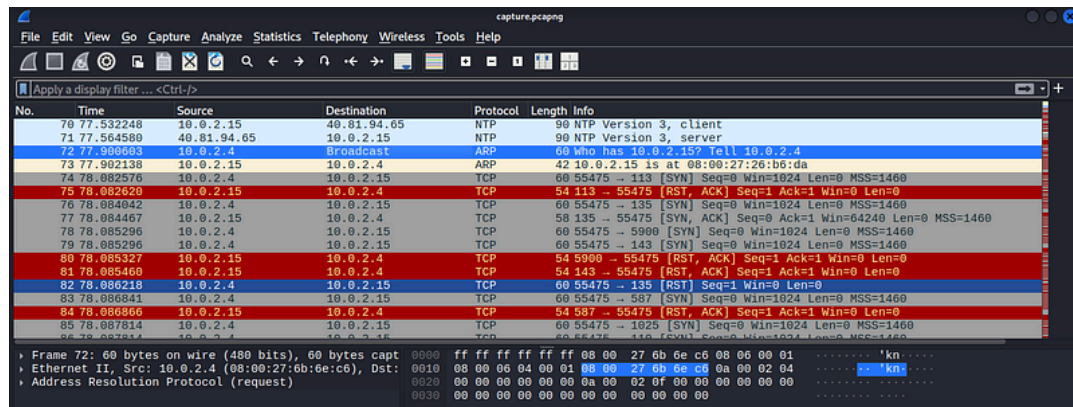 capture.pcapng
File Edit View Go Capture Analyze Statistics Telephony Wireless Tools Help
Apply a display filter ... <Ctrl-/>
No. Time Source Destination Protocol Length Info
70 77.532248 10.0.2.15 40.81.94.65 NTP 90 NTP Version 3, client
71 77.564580 40.81.94.65 10.0.2.15 NTP 90 NTP Version 3, server
72 77.900603 10.0.2.4 Broadcast ARP 60 Who has 10.0.2.15? Tell 10.0.2.4
73 77.902138 10.0.2.15 10.0.2.4 ARP 42 10.0.2.15 is at 08:00:27:26:b6:da
74 78.082576 10.0.2.4 10.0.2.15 TCP 60 55475 → 113 [SYN] Seq=0 Win=1024 Len=0 MSS=1460
75 78.082620 10.0.2.15 10.0.2.4 TCP 54 113 → 55475 [RST, ACK] Seq=1 Ack=1 Win=0 Len=0
76 78.084042 10.0.2.4 10.0.2.15 TCP 60 55475 → 135 [SYN] Seq=0 Win=1024 Len=0 MSS=1460
77 78.084467 10.0.2.15 10.0.2.4 TCP 58 135 → 55475 [SYN, ACK] Seq=0 Ack=1 Win=64240 Len=0 MSS=1460
78 78.085296 10.0.2.4 10.0.2.15 TCP 60 55475 → 5900 [SYN] Seq=0 Win=1024 Len=0 MSS=1460
79 78.085296 10.0.2.4 10.0.2.15 TCP 60 55475 → 143 [SYN] Seq=0 Win=1024 Len=0 MSS=1460
80 78.085327 10.0.2.15 10.0.2.4 TCP 54 5900 → 55475 [RST, ACK] Seq=1 Ack=1 Win=0 Len=0
81 78.085460 10.0.2.15 10.0.2.4 TCP 54 143 → 55475 [RST, ACK] Seq=1 Ack=1 Win=0 Len=0
82 78.086218 10.0.2.4 10.0.2.15 TCP 60 55475 → 135 [RST] Seq=1 Win=0 Len=0
83 78.086841 10.0.2.4 10.0.2.15 TCP 60 55475 → 587 [SYN] Seq=0 Win=1024 Len=0 MSS=1460
84 78.086866 10.0.2.15 10.0.2.4 TCP 54 587 → 55475 [RST, ACK] Seq=1 Ack=1 Win=0 Len=0
85 78.087814 10.0.2.4 10.0.2.15 TCP 60 55475 → 1025 [SYN] Seq=0 Win=1024 Len=0 MSS=1460
Frame 72: 60 bytes on wire (480 bits), 60 bytes capt 0000 ff ff ff ff ff ff 08 00 27 6b 6e c6 08 06 00 01 ········ 'kn·····
Ethernet II, Src: 10.0.2.4 (08:00:27:6b:6e:c6), Dst: 0010 08 00 06 04 00 01 08 00 27 6b 6e c6 0a 00 02 04 ········ 'kn·····
Address Resolution Protocol (request) 0020 00 00 00 00 00 00 0a 00 02 0f 00 00 00 00 00 00 ········ ········
0030 00 00 00 00 00 00 00 00 00 00 00 00 ········ ····